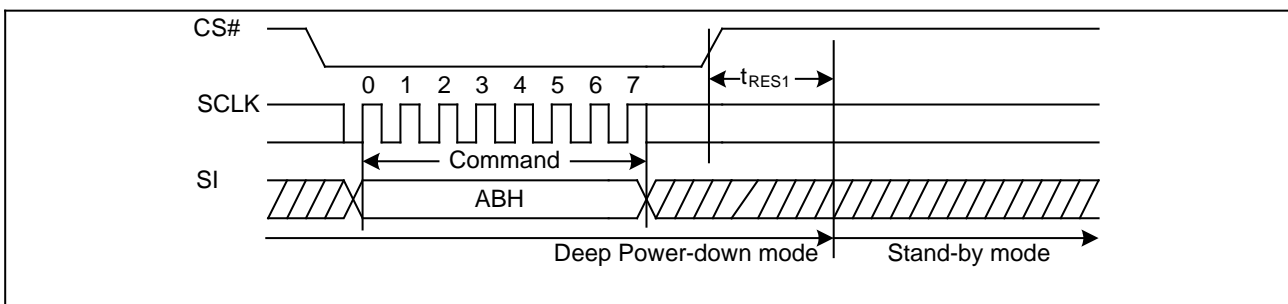 CS#
tRES1
0 1 2 3 4 5 6 7
SCLK
Command
SI
ABH
Deep Power-down mode Stand-by mode